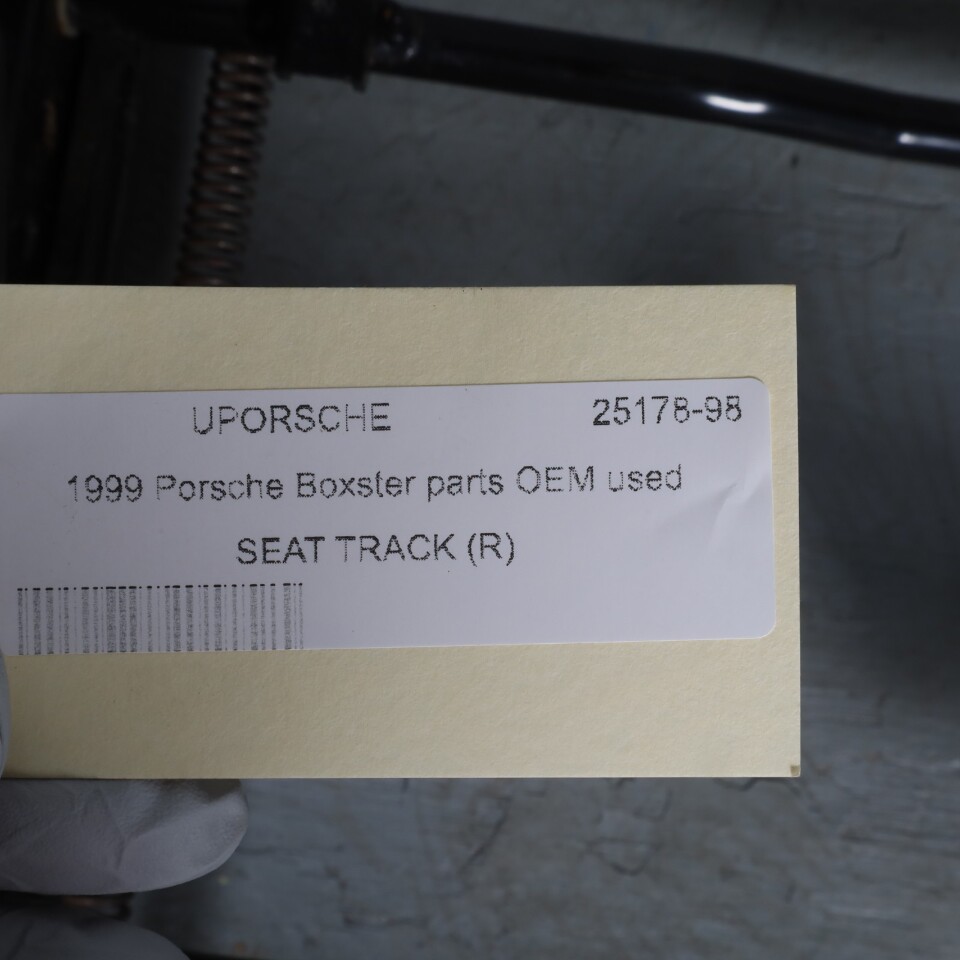 UPORSCHE 25178-98
1999 Porsche Boxster parts OEM used
SEAT TRACK (R)